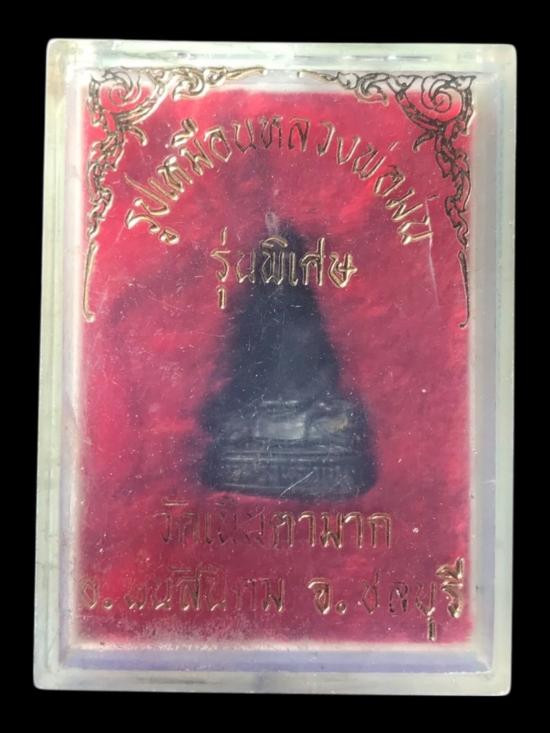 รูปเหมือนหลวงพ่อมุ่น
รุ่นพิเศษ
วัดเนินตามาก
อ.พนัสนิคม จ.ชลบุรี